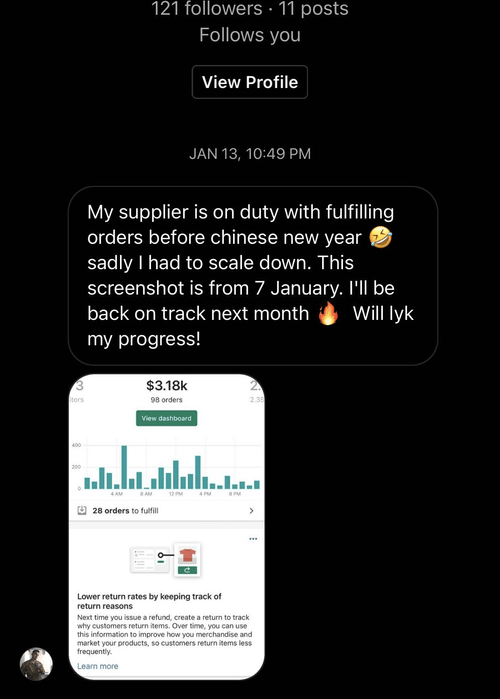 121 followers · 11 posts
Follows you
View Profile
JAN 13, 10:49 PM
My supplier is on duty with fulfilling
orders before chinese new year 🤣
sadly I had to scale down. This
screenshot is from 7 January. I'll be
back on track next month 🔥 Will lyk
my progress!
3 $3.18k 2.
itors 98 orders 2.35
View dashboard
400
200
0
4 AM 8 AM 12 PM 4 PM 8 PM
28 orders to fulfill
Lower return rates by keeping track of
return reasons
Next time you issue a refund, create a return to track
why customers return items. Over time, you can use
this information to improve how you merchandise and
market your products, so customers return items less
frequently.
Learn more